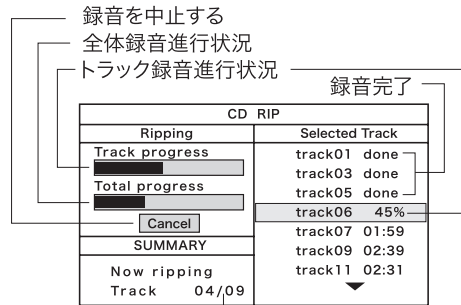 録音を中止する
全体録音進行状況
トラック録音進行状況
録音完了
CD RIP
Ripping
Selected Track
Track progress
Total progress
Cancel
SUMMARY
Now ripping
Track 04/09
track01 done
track03 done
track05 done
track06 45%
track07 01:59
track09 02:39
track11 02:31